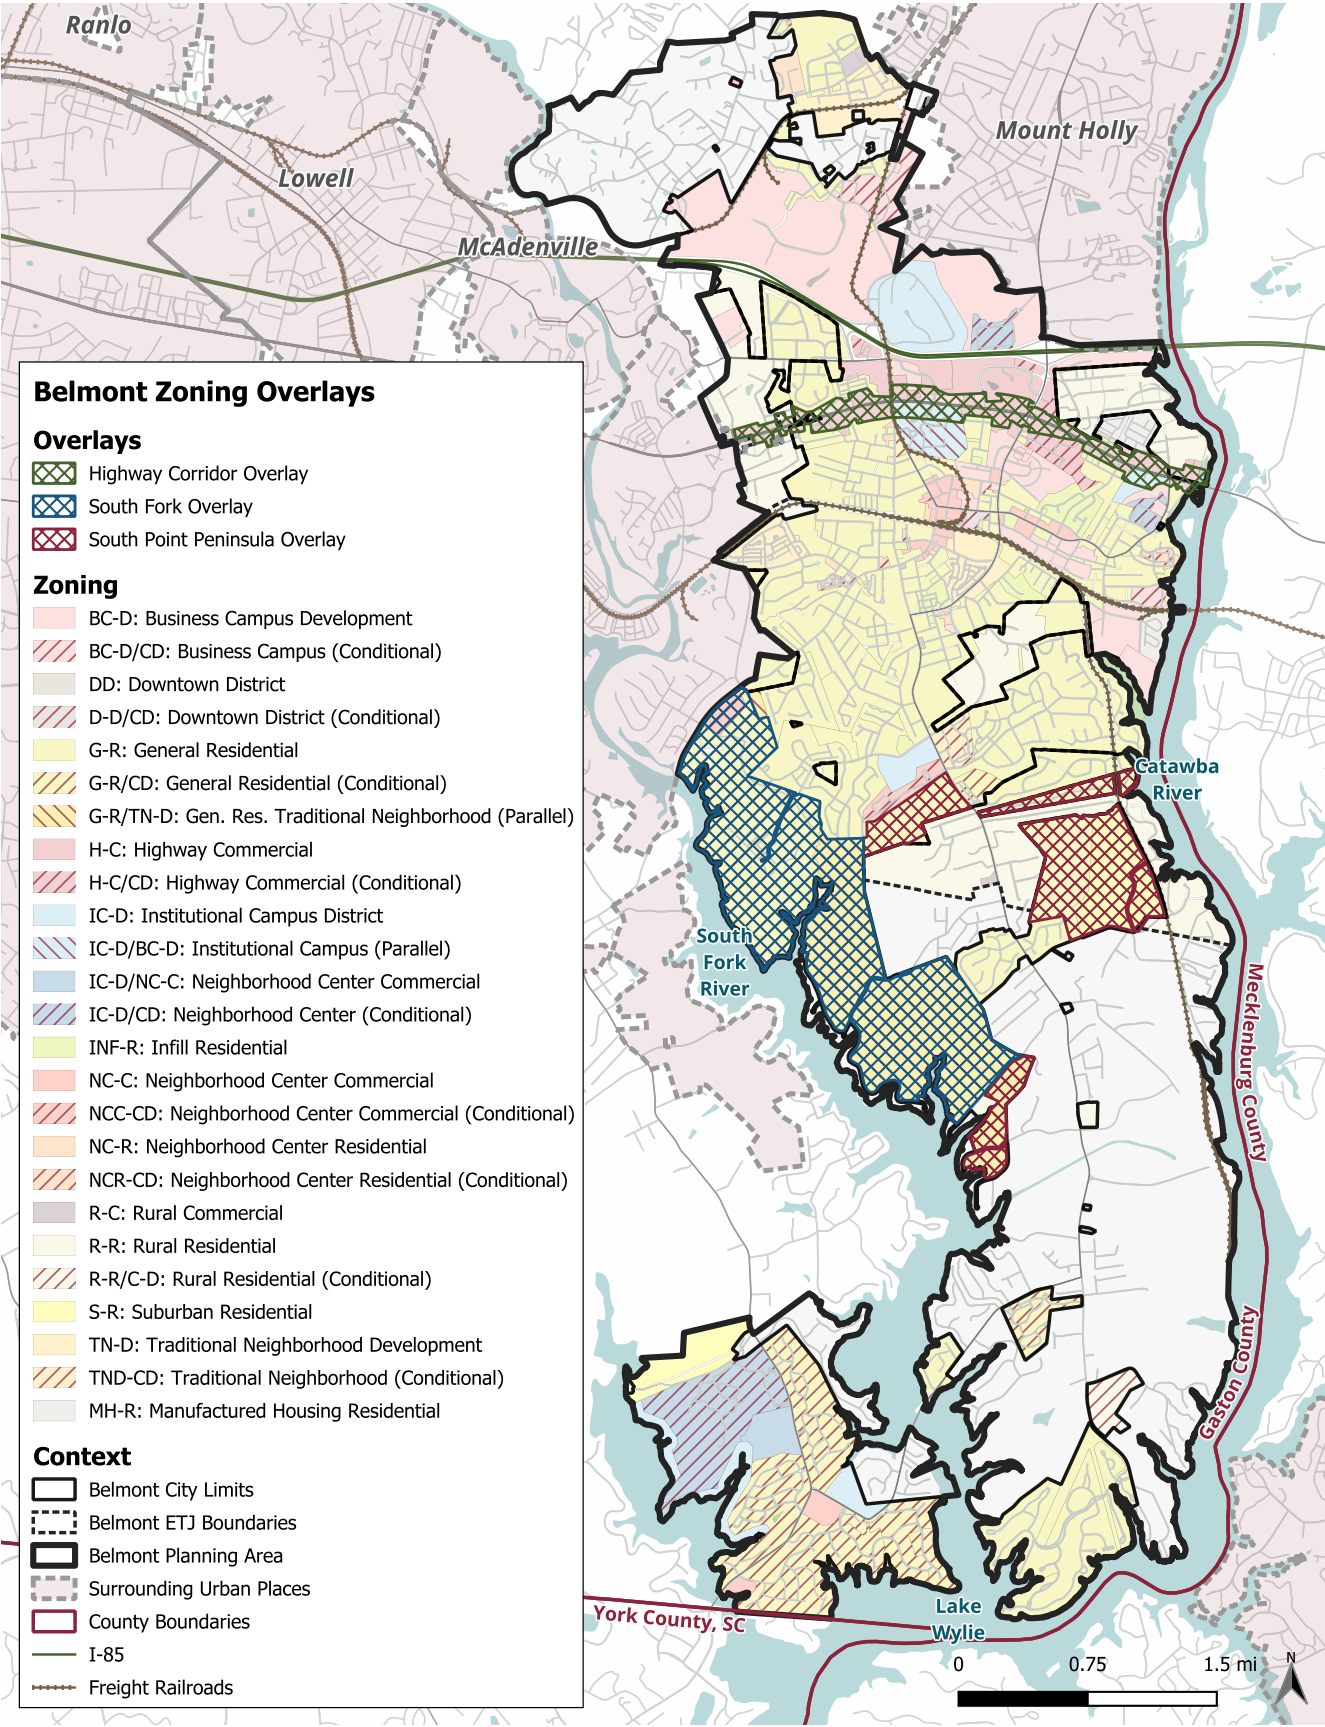 Ranlo
Mount Holly
Lowell
McAdenville
Belmont Zoning Overlays
Overlays
Highway Corridor Overlay
South Fork Overlay
South Point Peninsula Overlay
Zoning
BC-D: Business Campus Development
BC-D/CD: Business Campus (Conditional)
DD: Downtown District
D-D/CD: Downtown District (Conditional)
G-R: General Residential
G-R/CD: General Residential (Conditional)
G-R/TN-D: Gen. Res. Traditional Neighborhood (Parallel)
H-C: Highway Commercial
H-C/CD: Highway Commercial (Conditional)
IC-D: Institutional Campus District
IC-D/BC-D: Institutional Campus (Parallel)
IC-D/NC-C: Neighborhood Center Commercial
IC-D/CD: Neighborhood Center (Conditional)
INF-R: Infill Residential
NC-C: Neighborhood Center Commercial
NCC-CD: Neighborhood Center Commercial (Conditional)
NC-R: Neighborhood Center Residential
NCR-CD: Neighborhood Center Residential (Conditional)
R-C: Rural Commercial
R-R: Rural Residential
R-R/C-D: Rural Residential (Conditional)
S-R: Suburban Residential
TN-D: Traditional Neighborhood Development
TND-CD: Traditional Neighborhood (Conditional)
MH-R: Manufactured Housing Residential
Context
Belmont City Limits
Belmont ETJ Boundaries
Belmont Planning Area
Surrounding Urban Places
County Boundaries
I-85
Freight Railroads
Catawba
River
South
Fork
River
Mecklenburg County
Gaston County
York County, SC
Lake
Wylie
0 0.75 1.5 mi
N